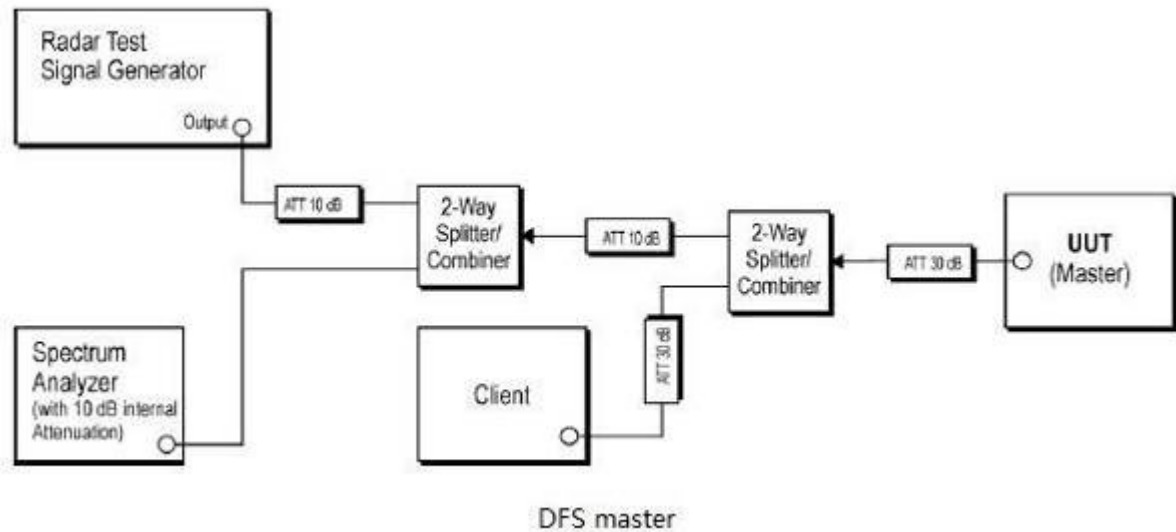 Radar Test
Signal Generator
Output
ATT 10 dB
2-Way
Splitter/
Combiner
ATT 10 dB
2-Way
Splitter/
Combiner
ATT 30 dB
UUT
(Master)
Spectrum
Analyzer
(with 10 dB internal
Attenuation)
Client
ATT 30 dB
DFS master